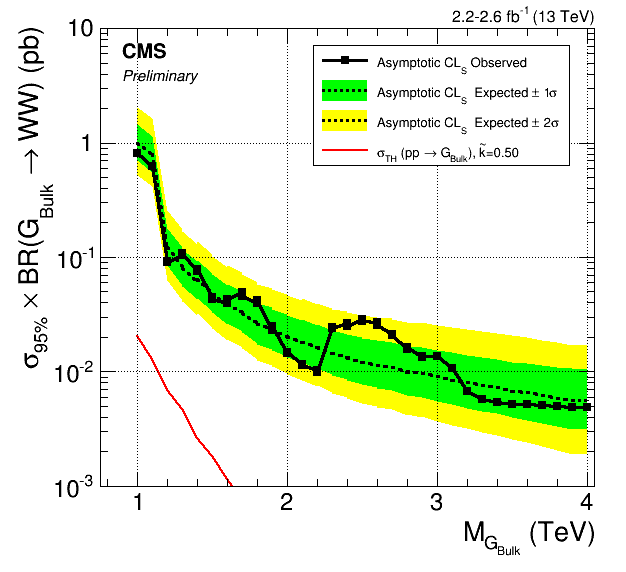 2.2-2.6 fb⁻¹ (13 TeV)
CMS
Preliminary
Asymptotic CL_S Observed
Asymptotic CL_S Expected ± 1σ
Asymptotic CL_S Expected ± 2σ
σ_TH (pp → G_Bulk), k̃=0.50
σ_95% × BR(G_Bulk → WW) (pb)
10
1
10⁻¹
10⁻²
10⁻³
1 2 3 4
M_G_Bulk (TeV)